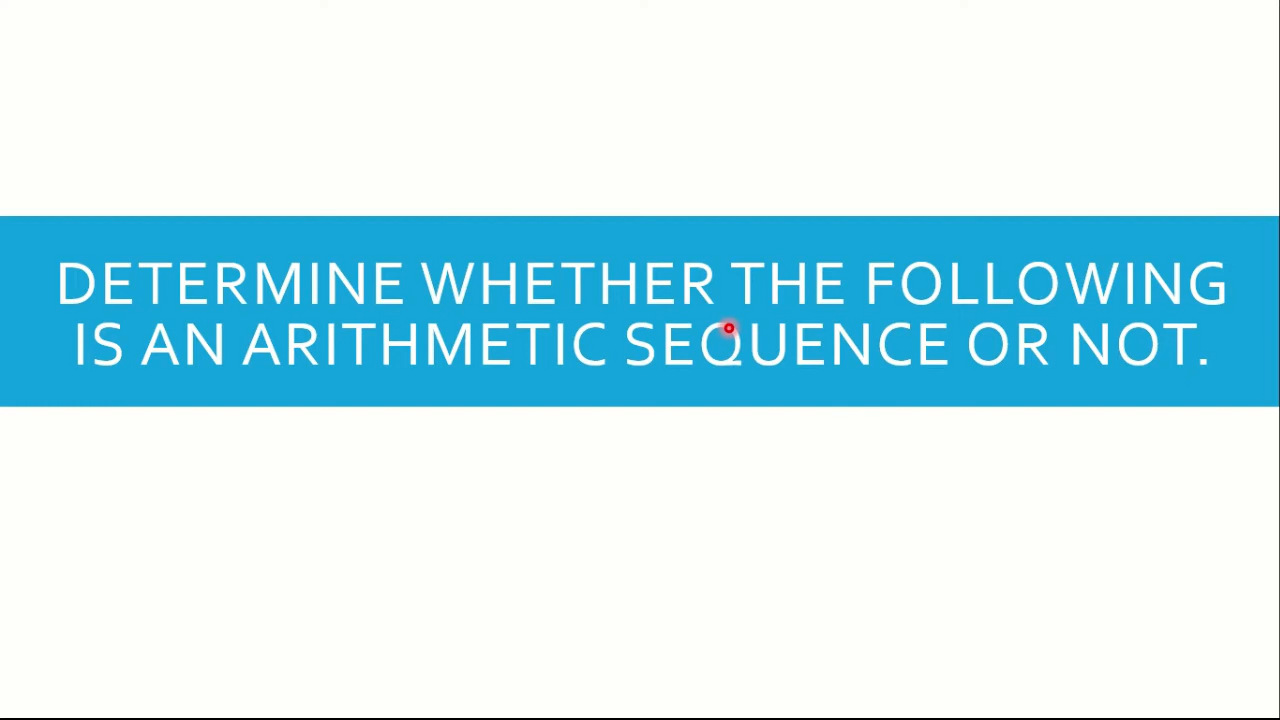 DETERMINE WHETHER THE FOLLOWING
IS AN ARITHMETIC SEQUENCE OR NOT.